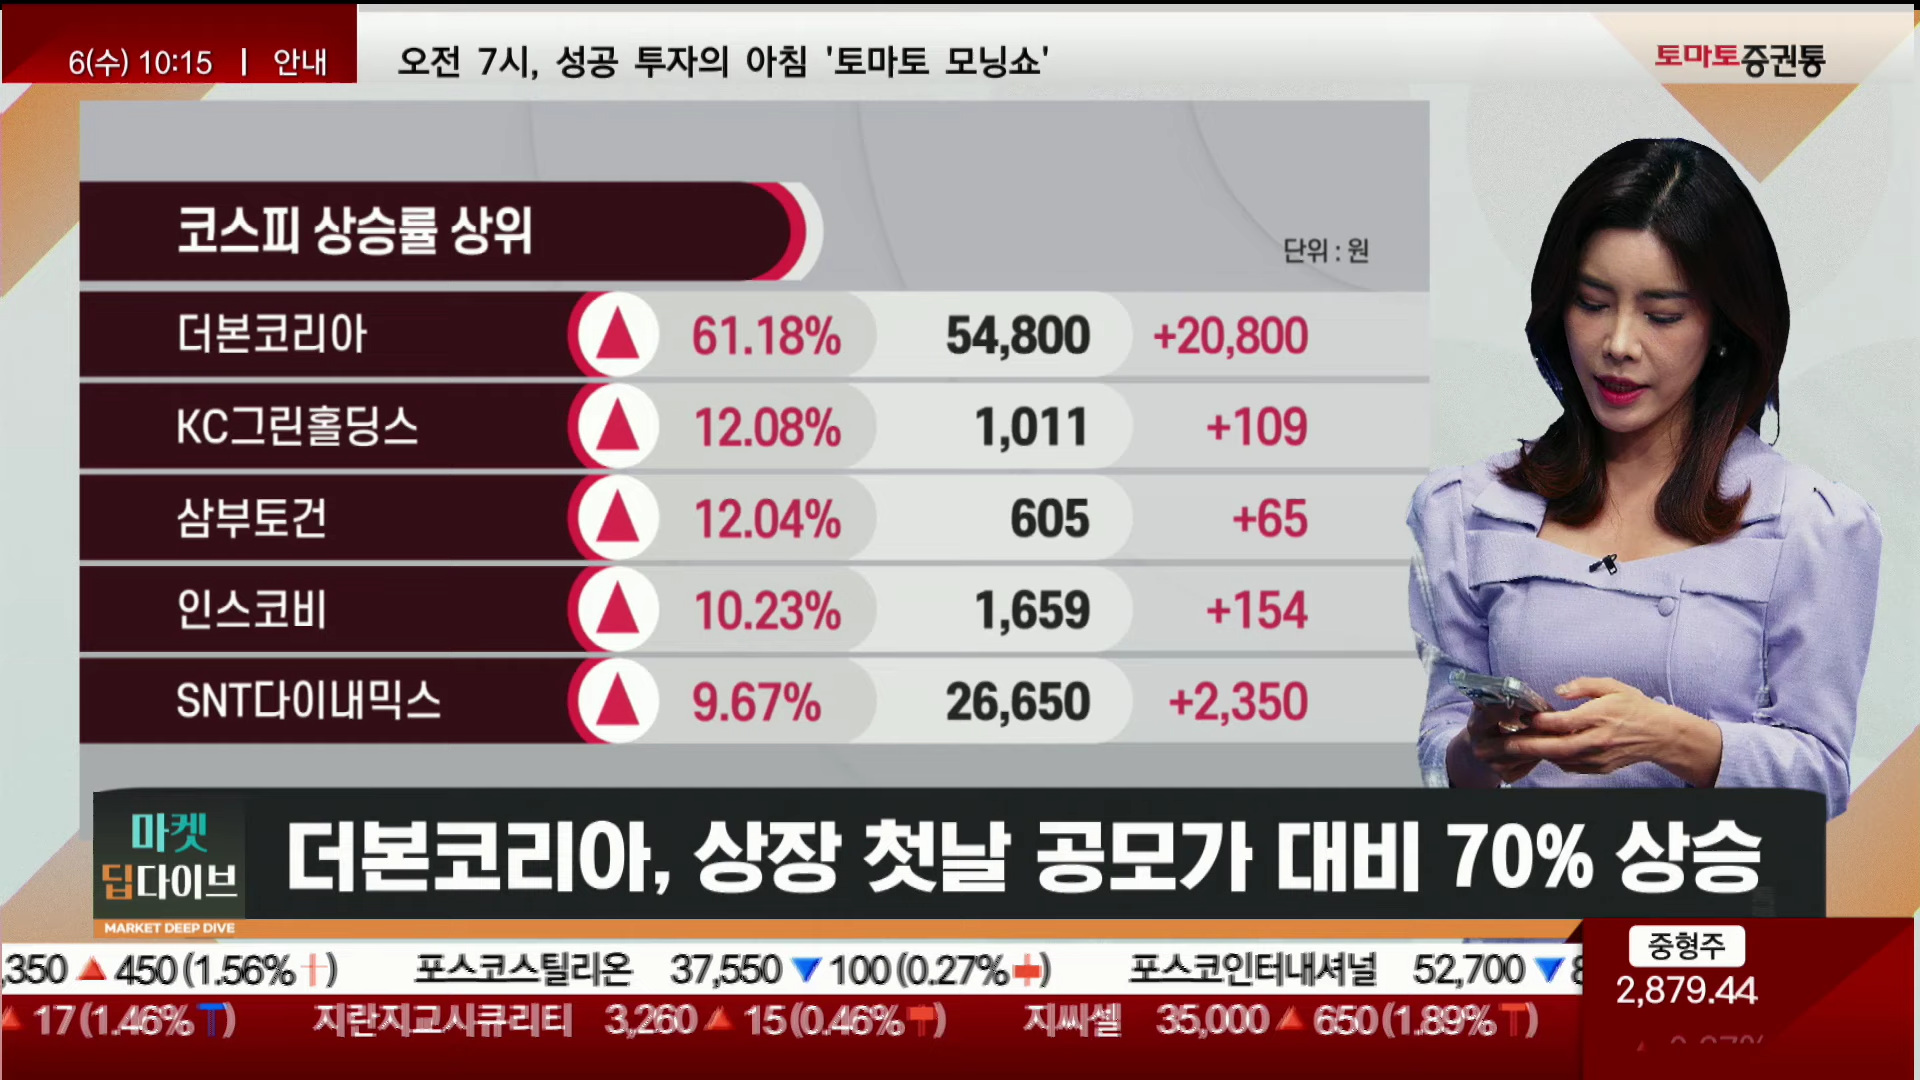 6(수) 10:15 | 안내
오전 7시, 성공 투자의 아침 '토마토 모닝쇼'
토마토증권통
코스피 상승률 상위
단위 : 원
더본코리아 ▲ 61.18% 54,800 +20,800
KC그린홀딩스 ▲ 12.08% 1,011 +109
삼부토건 ▲ 12.04% 605 +65
인스코비 ▲ 10.23% 1,659 +154
SNT다이내믹스 ▲ 9.67% 26,650 +2,350
마켓
딥다이브
MARKET DEEP DIVE
더본코리아, 상장 첫날 공모가 대비 70% 상승
,350 ▲ 450 (1.56% ) 포스코스틸리온 37,550 ▼ 100 (0.27% ) 포스코인터내셔널 52,700 ▼
17 (1.46% ) 지란지교시큐리티 3,260 ▲ 15 (0.46% ) 지씨셀 35,000 ▲ 650 (1.89% )
중형주
2,879.44